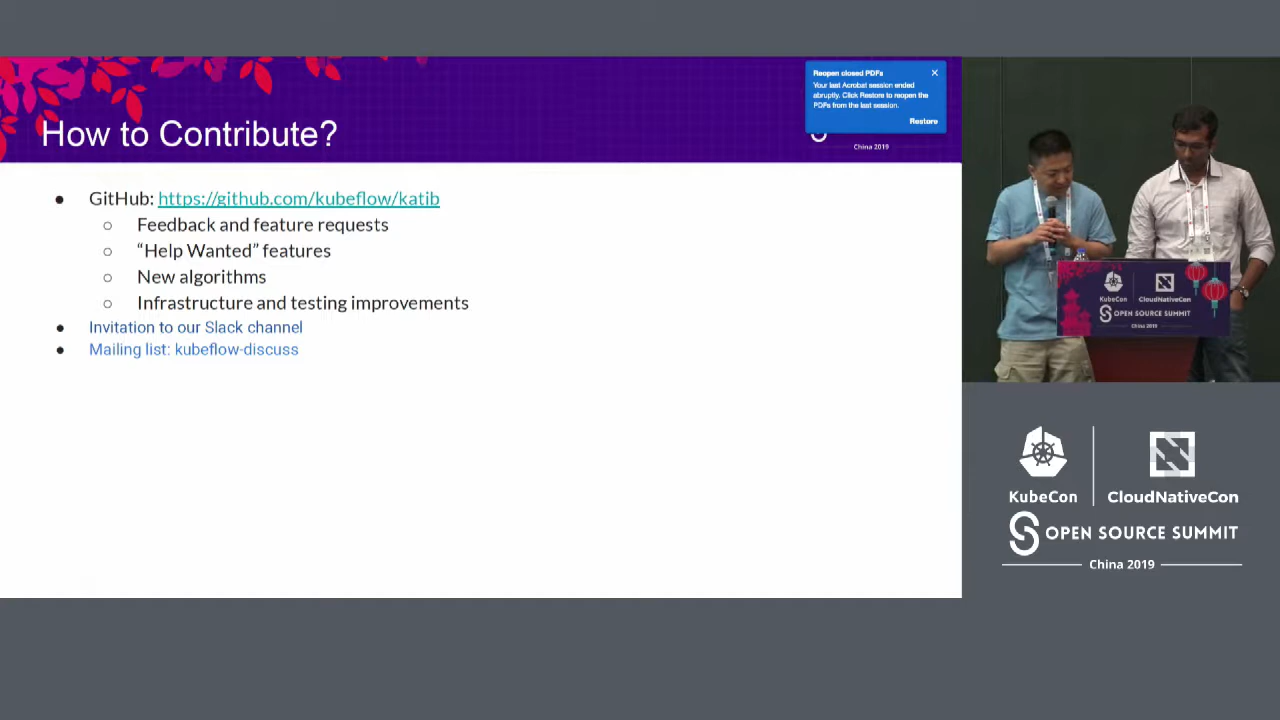 How to Contribute?
Reopen closed PDFs
Your last Acrobat session ended
abruptly. Click Restore to reopen the
PDFs from the last session.
Restore
China 2019
GitHub: https://github.com/kubeflow/katib
Feedback and feature requests
“Help Wanted” features
New algorithms
Infrastructure and testing improvements
Invitation to our Slack channel
Mailing list: kubeflow-discuss
KubeCon
CloudNativeCon
OPEN SOURCE SUMMIT
China 2019
KubeCon
CloudNativeCon
OPEN SOURCE SUMMIT
China 2019